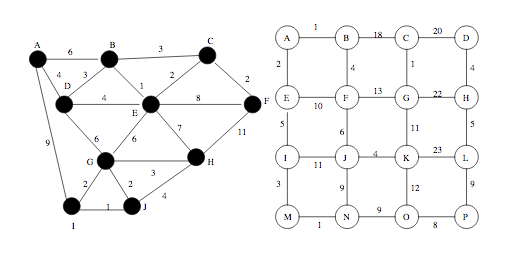 A 6 B 3 C
4 D 3 1 2 2
4 E 8 F
9 6 6 7 11
G 3 H
2 2 4
I 1 J
A 1 B 18 C 20 D
2 4 1 4
E 10 F 13 G 22 H
5 6 11 5
I 11 J 4 K 23 L
3 9 12 9
M 1 N 9 O 8 P